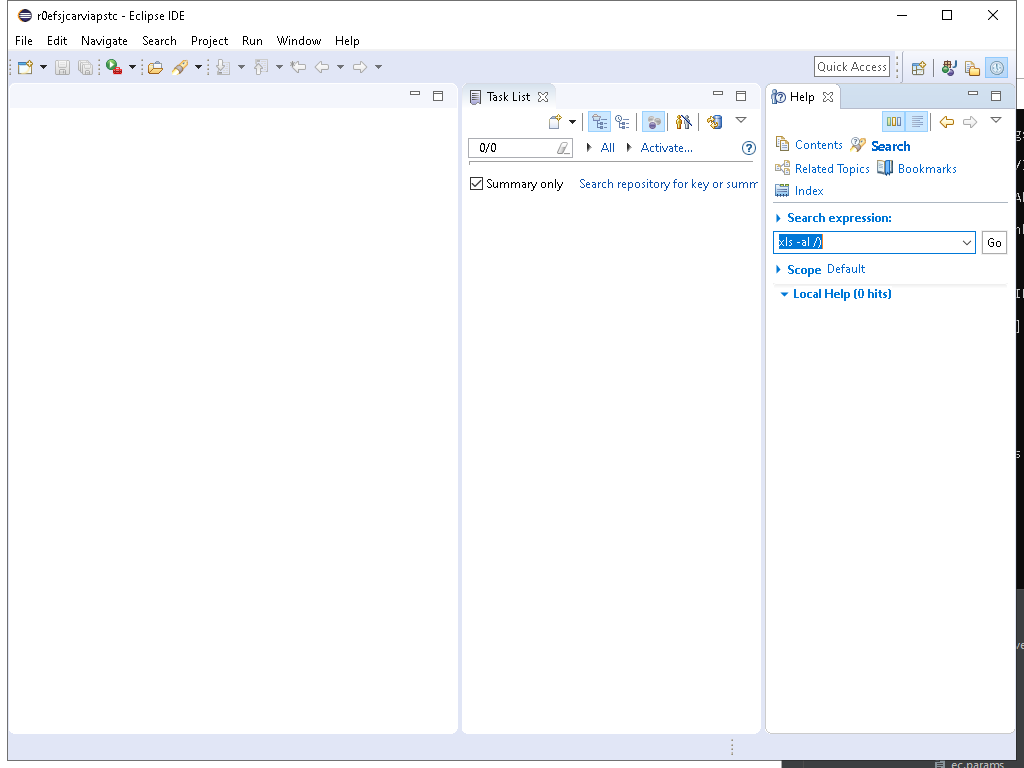 r0efsjcarviapstc - Eclipse IDE
File Edit Navigate Search Project Run Window Help
Quick Access
Task List
Help
0/0 All Activate...
Contents Search
Related Topics Bookmarks
Summary only Search repository for key or summ
Index
Search expression:
xls -al /)
Go
Scope Default
Local Help (0 hits)
ec.params